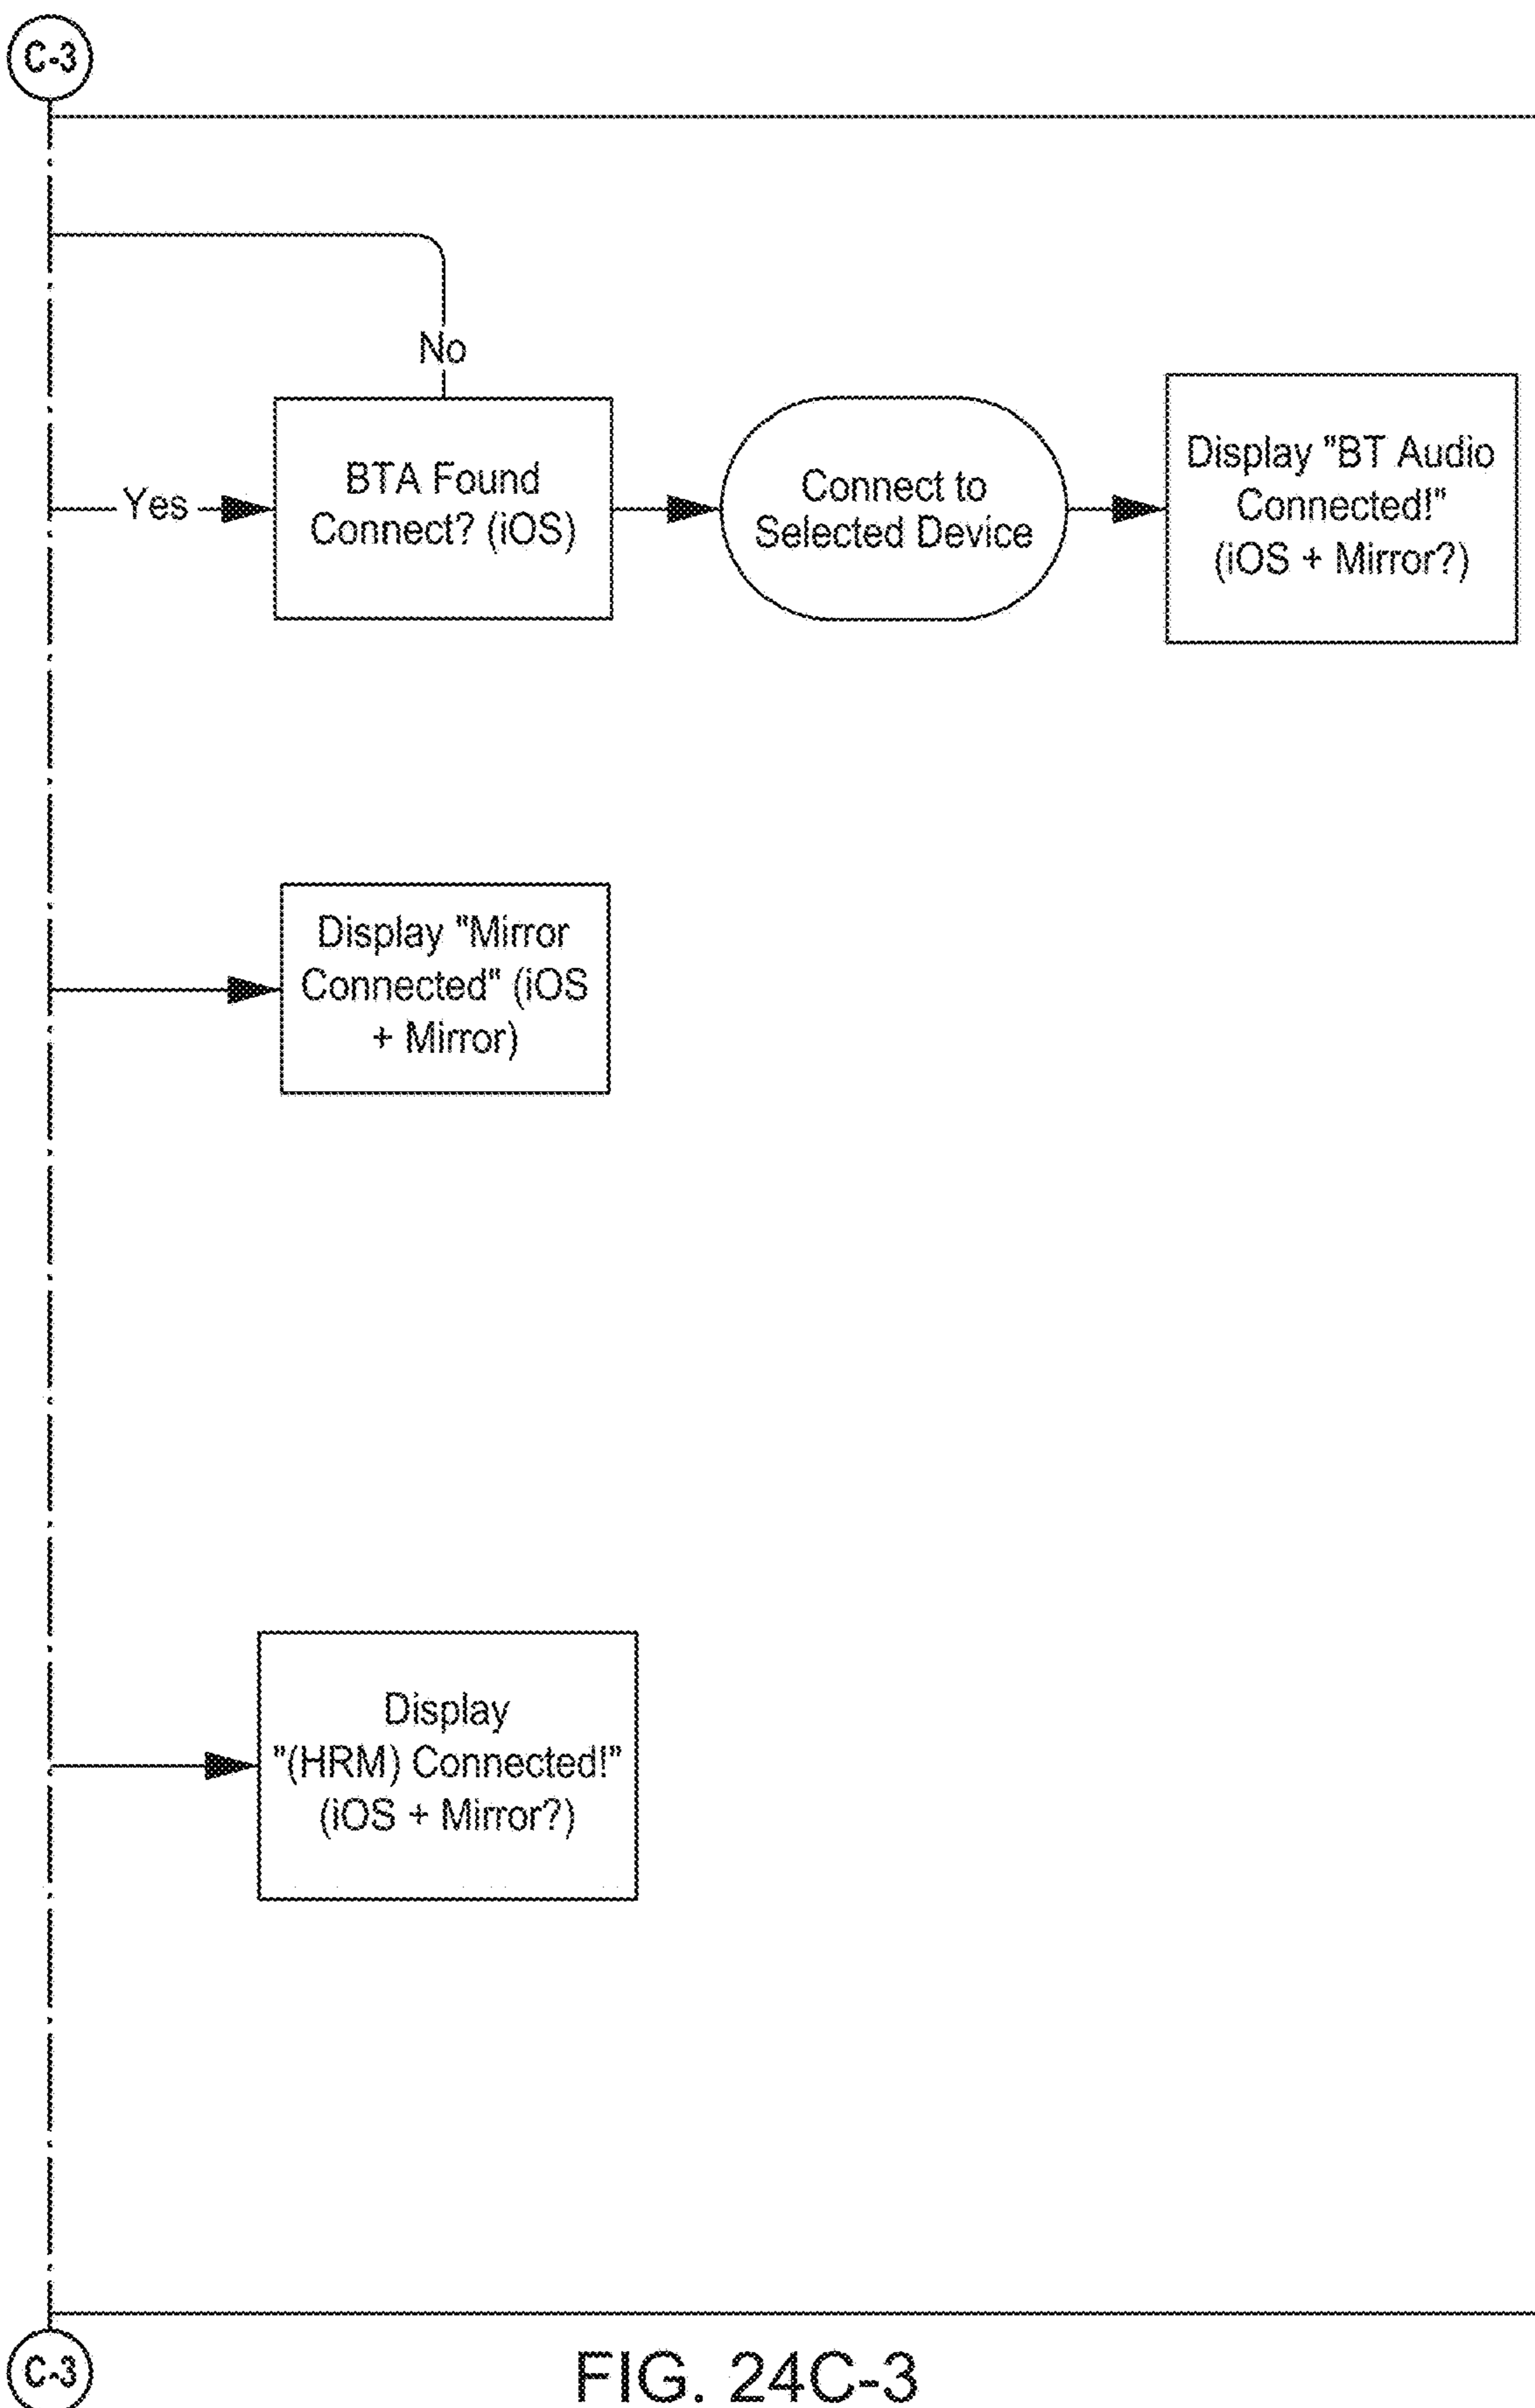 C-3
No
Yes
BTA Found
Connect? (iOS)
Connect to
Selected Device
Display "BT Audio
Connected!"
(iOS + Mirror?)
Display "Mirror
Connected" (iOS
+ Mirror)
Display
"(HRM) Connected!"
(iOS + Mirror?)
C-3
FIG. 24C-3